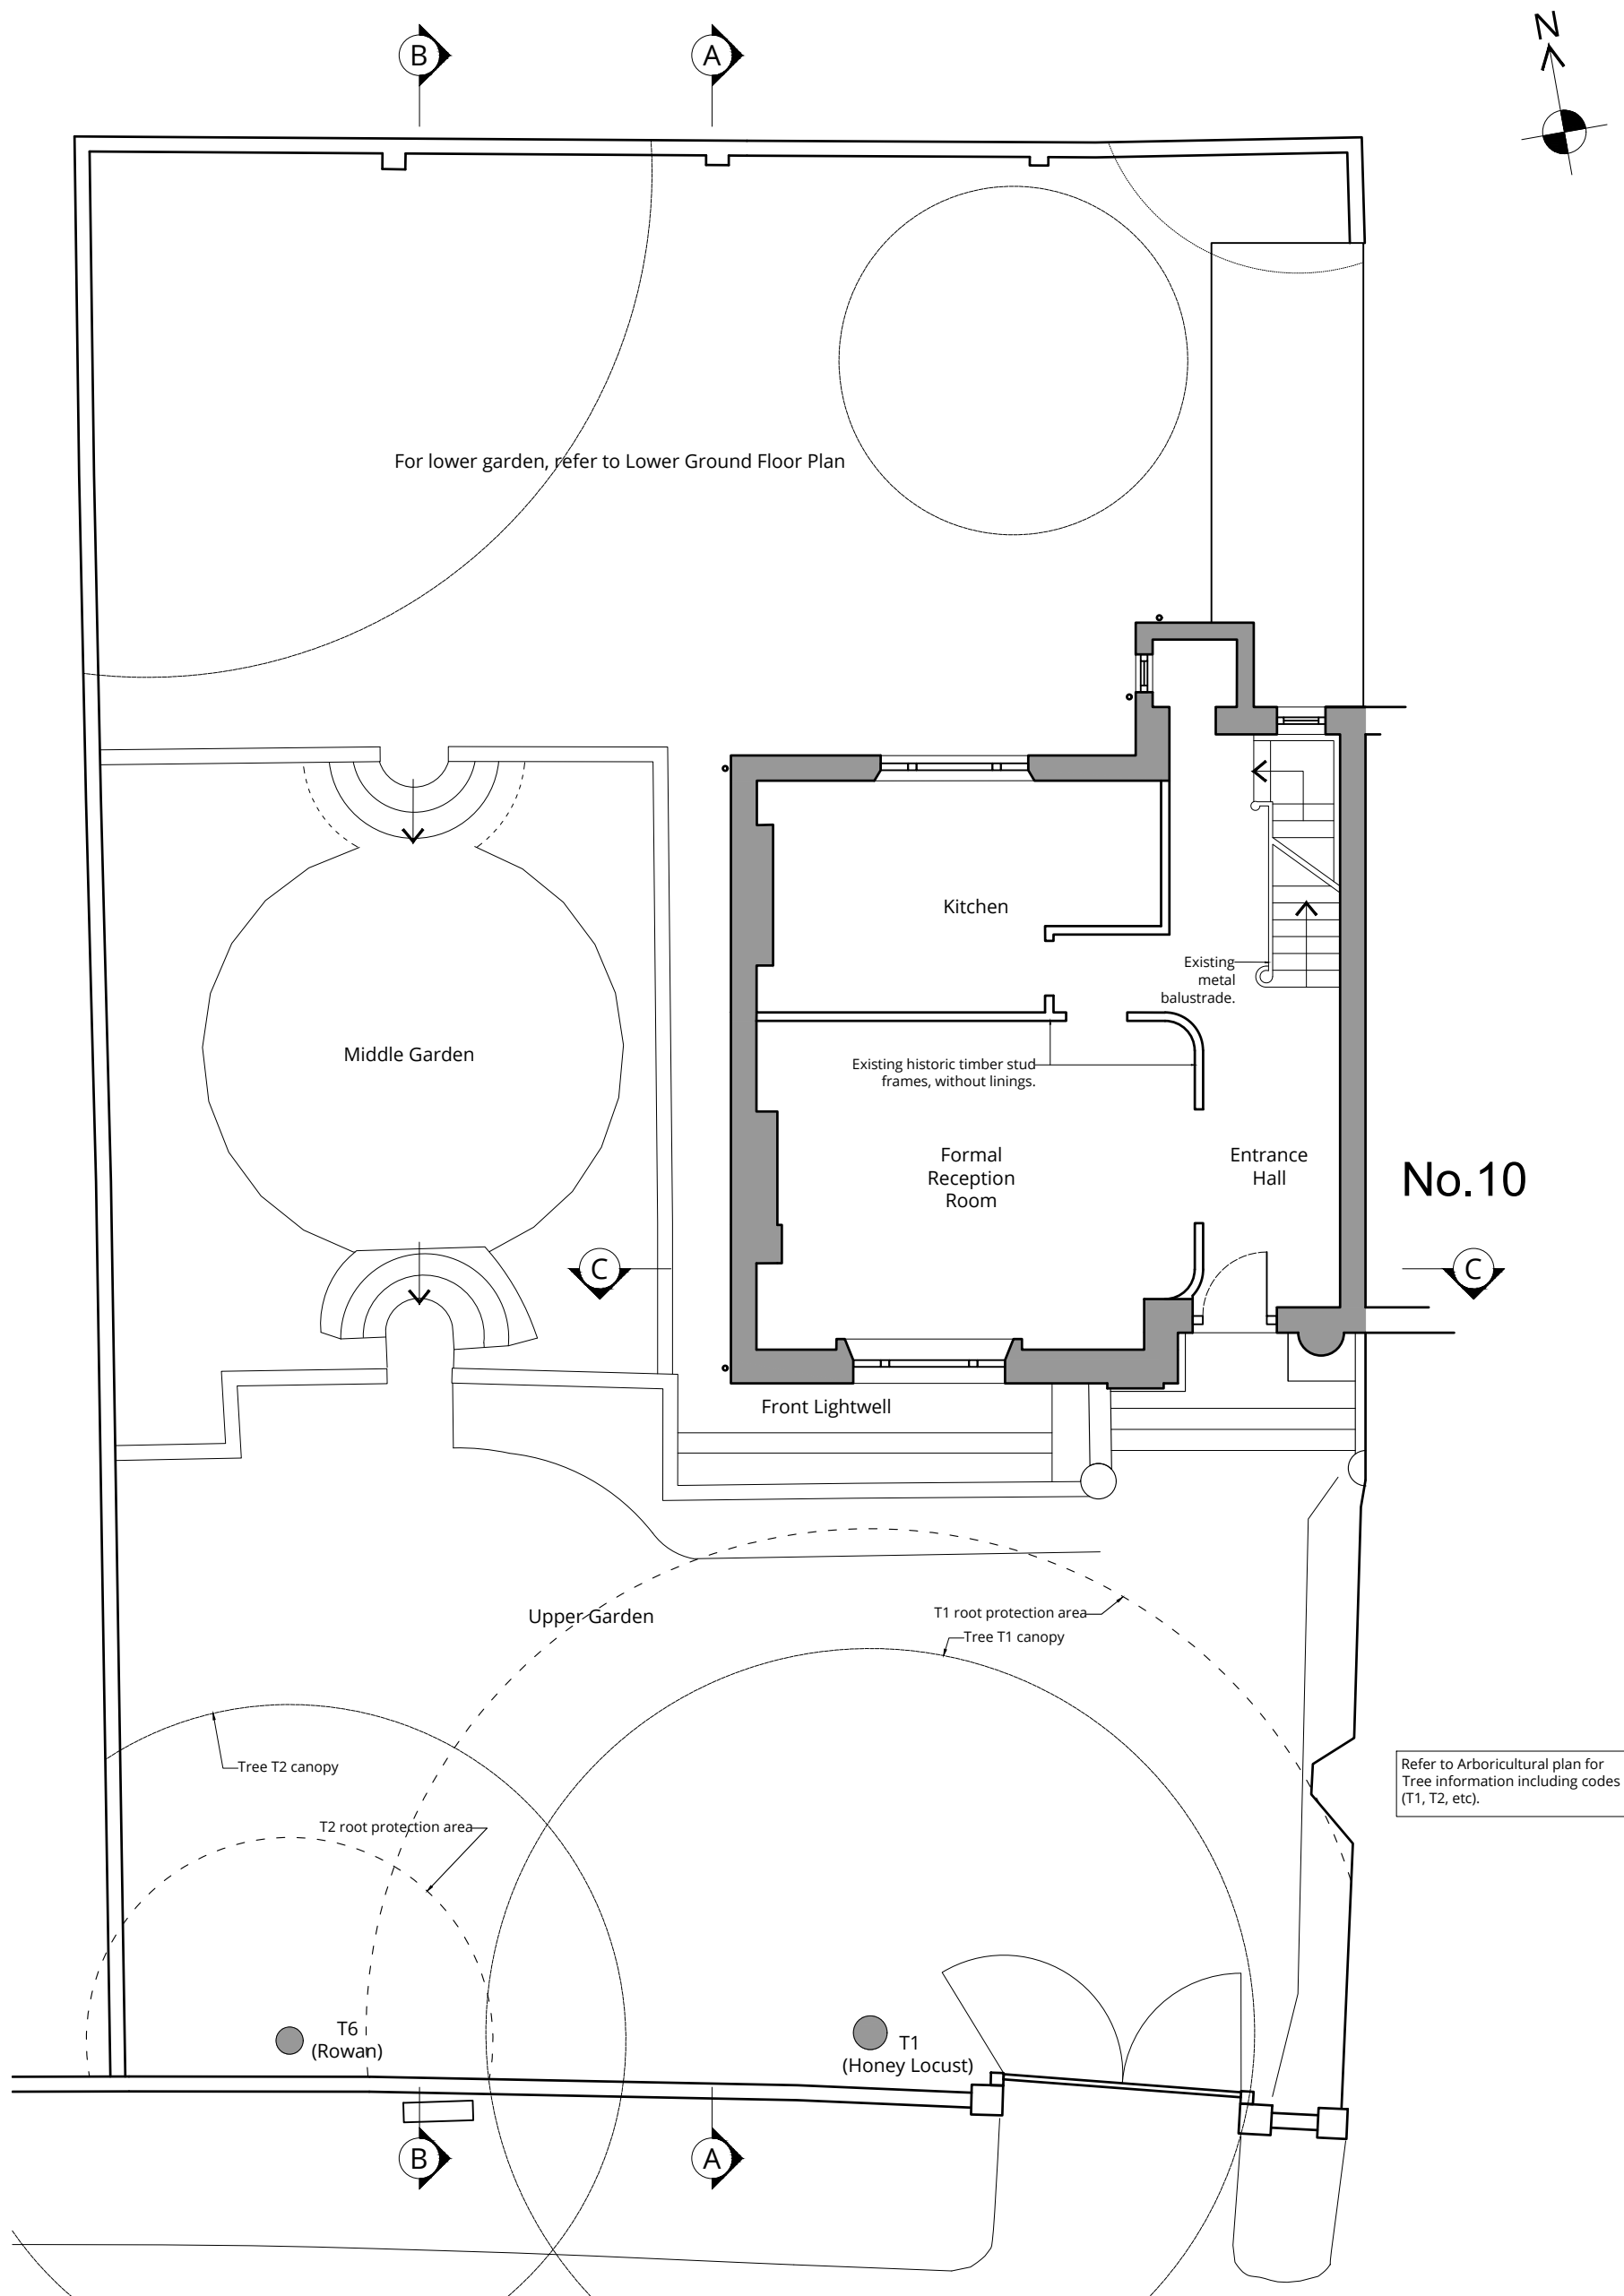 B
A
N
For lower garden, refer to Lower Ground Floor Plan
Kitchen
Existing
metal
balustrade.
Middle Garden
Existing historic timber stud
frames, without linings.
Formal
Reception
Room
Entrance
Hall
No.10
C
C
Front Lightwell
Upper Garden
T1 root protection area
Tree T1 canopy
Tree T2 canopy
T2 root protection area
Refer to Arboricultural plan for
Tree information including codes
(T1, T2, etc).
T6
(Rowan)
T1
(Honey Locust)
B
A